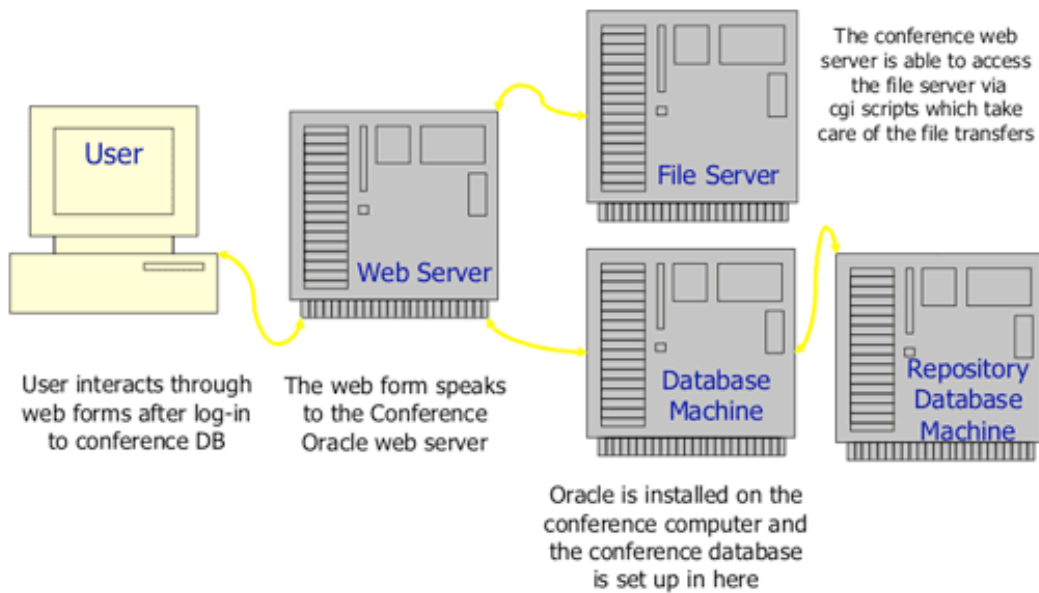 The conference web
server is able to access
the file server via
cgi scripts which take
care of the file transfers
User
File Server
Web Server
Database
Machine
Repository
Database
Machine
User interacts through
web forms after log-in
to conference DB
The web form speaks
to the Conference
Oracle web server
Oracle is installed on the
conference computer and
the conference database
is set up in here